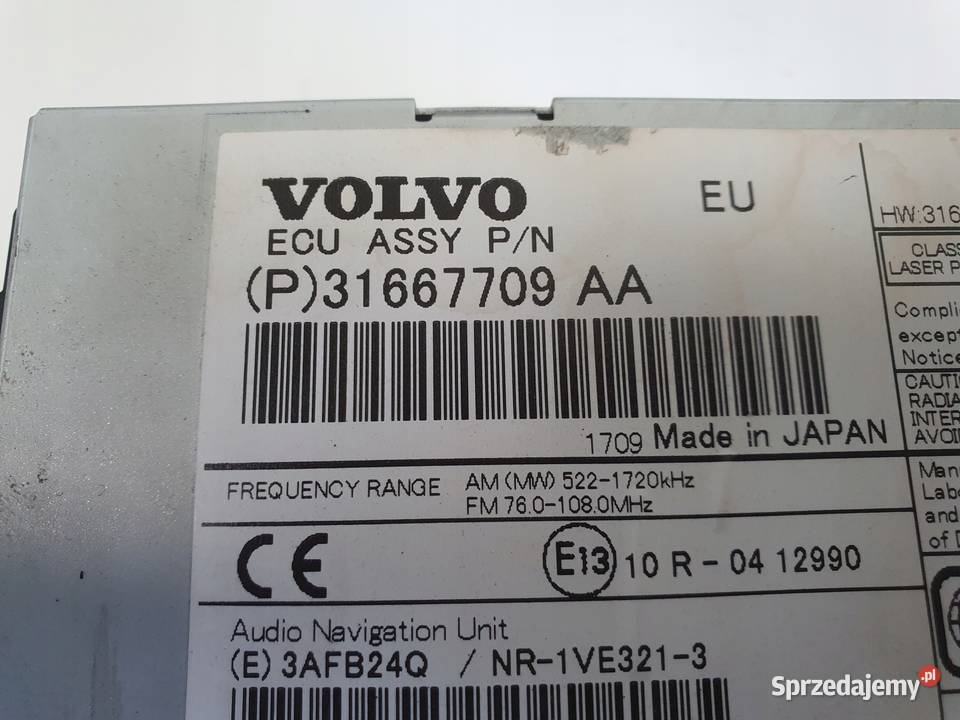 VOLVO
EU
ECU ASSY P/N
(P)31667709 AA
1709 Made in JAPAN
FREQUENCY RANGE
AM(MW) 522-1720kHz
FM 76.0-108.0MHz
CE
E13 10 R - 04 12990
Audio Navigation Unit
(E) 3AFB24Q / NR-1VE321-3
HW:316
CLASS
LASER P
Compli
except
Notice
CAUTI
RADIA
INTER
AVOI
Man
Lab
and
of D
Sprzedajemy.pl